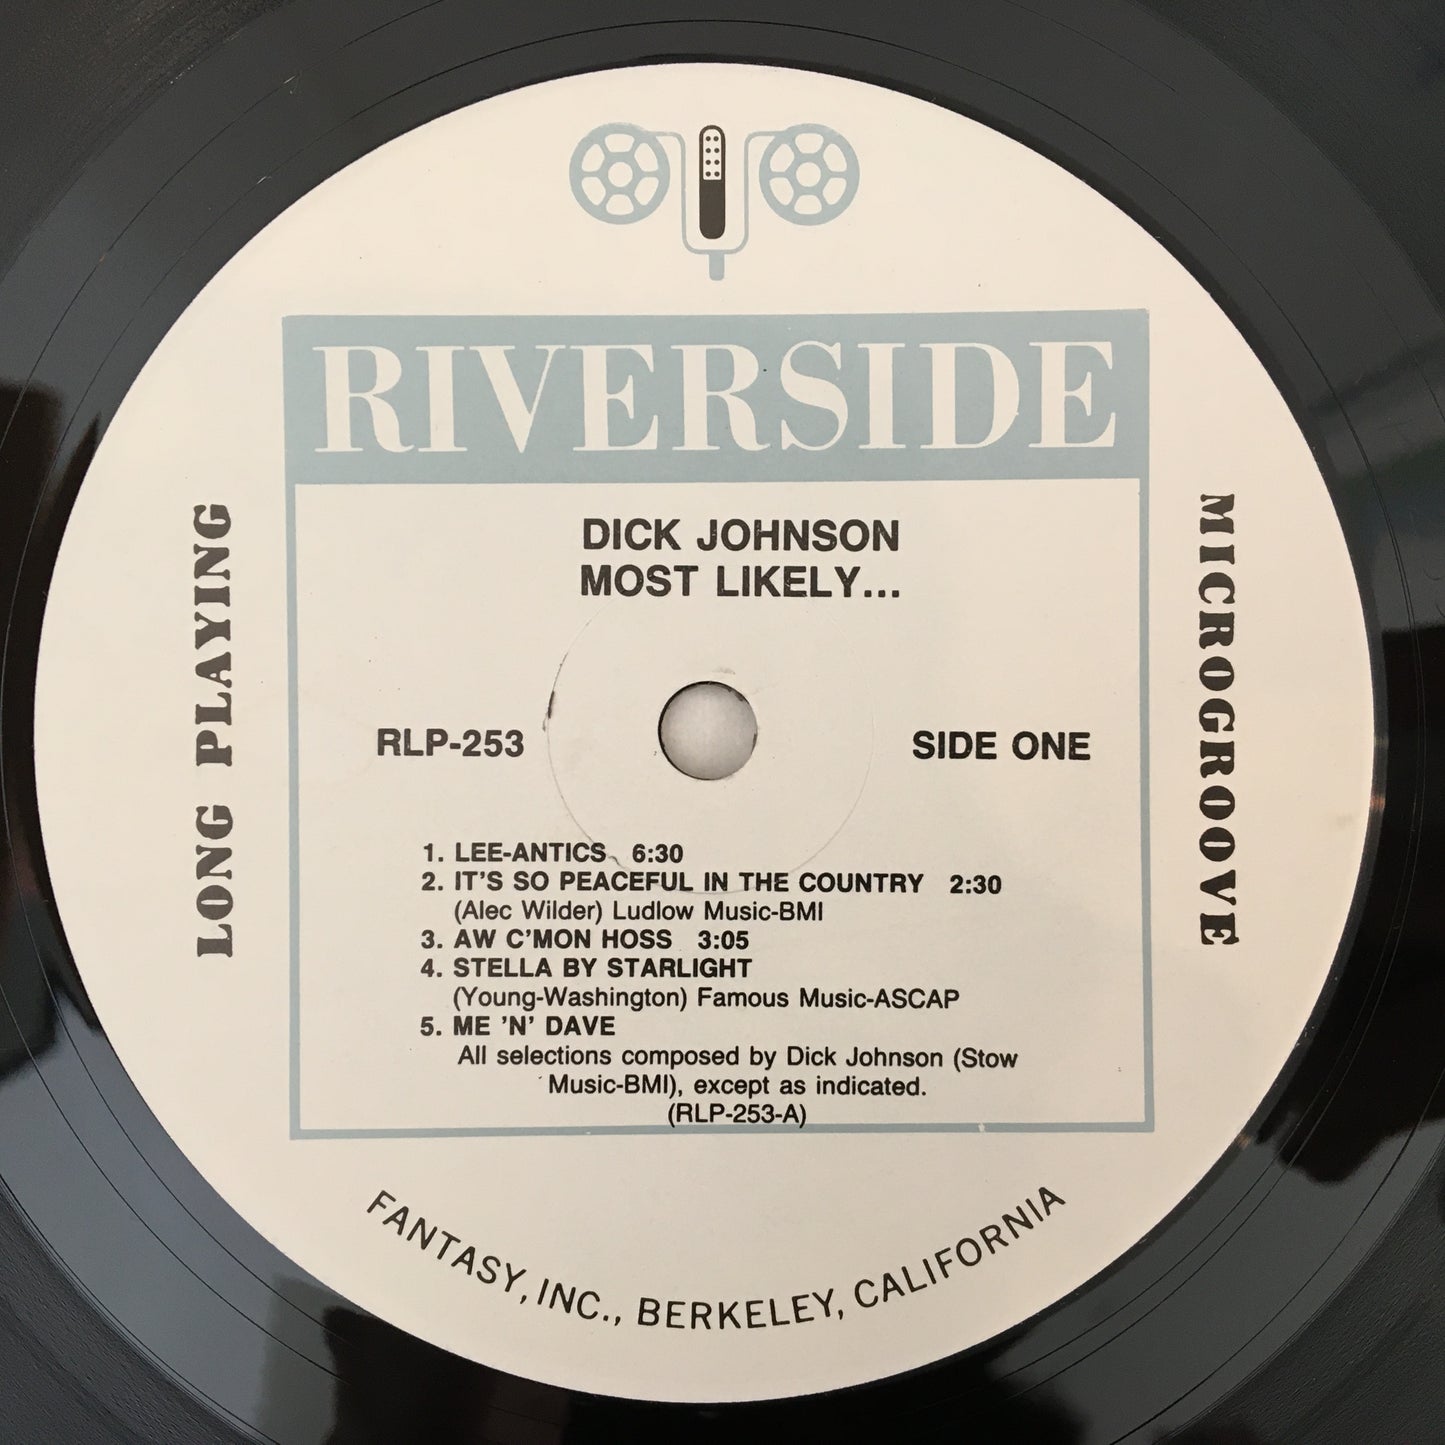 RIVERSIDE
DICK JOHNSON
MOST LIKELY...
LONG PLAYING
MICROGROOVE
RLP-253
SIDE ONE
1. LEE-ANTICS 6:30
2. IT'S SO PEACEFUL IN THE COUNTRY 2:30
(Alec Wilder) Ludlow Music-BMI
3. AW C'MON HOSS 3:05
4. STELLA BY STARLIGHT
(Young-Washington) Famous Music-ASCAP
5. ME 'N' DAVE
All selections composed by Dick Johnson (Stow
Music-BMI), except as indicated.
(RLP-253-A)
FANTASY, INC., BERKELEY, CALIFORNIA